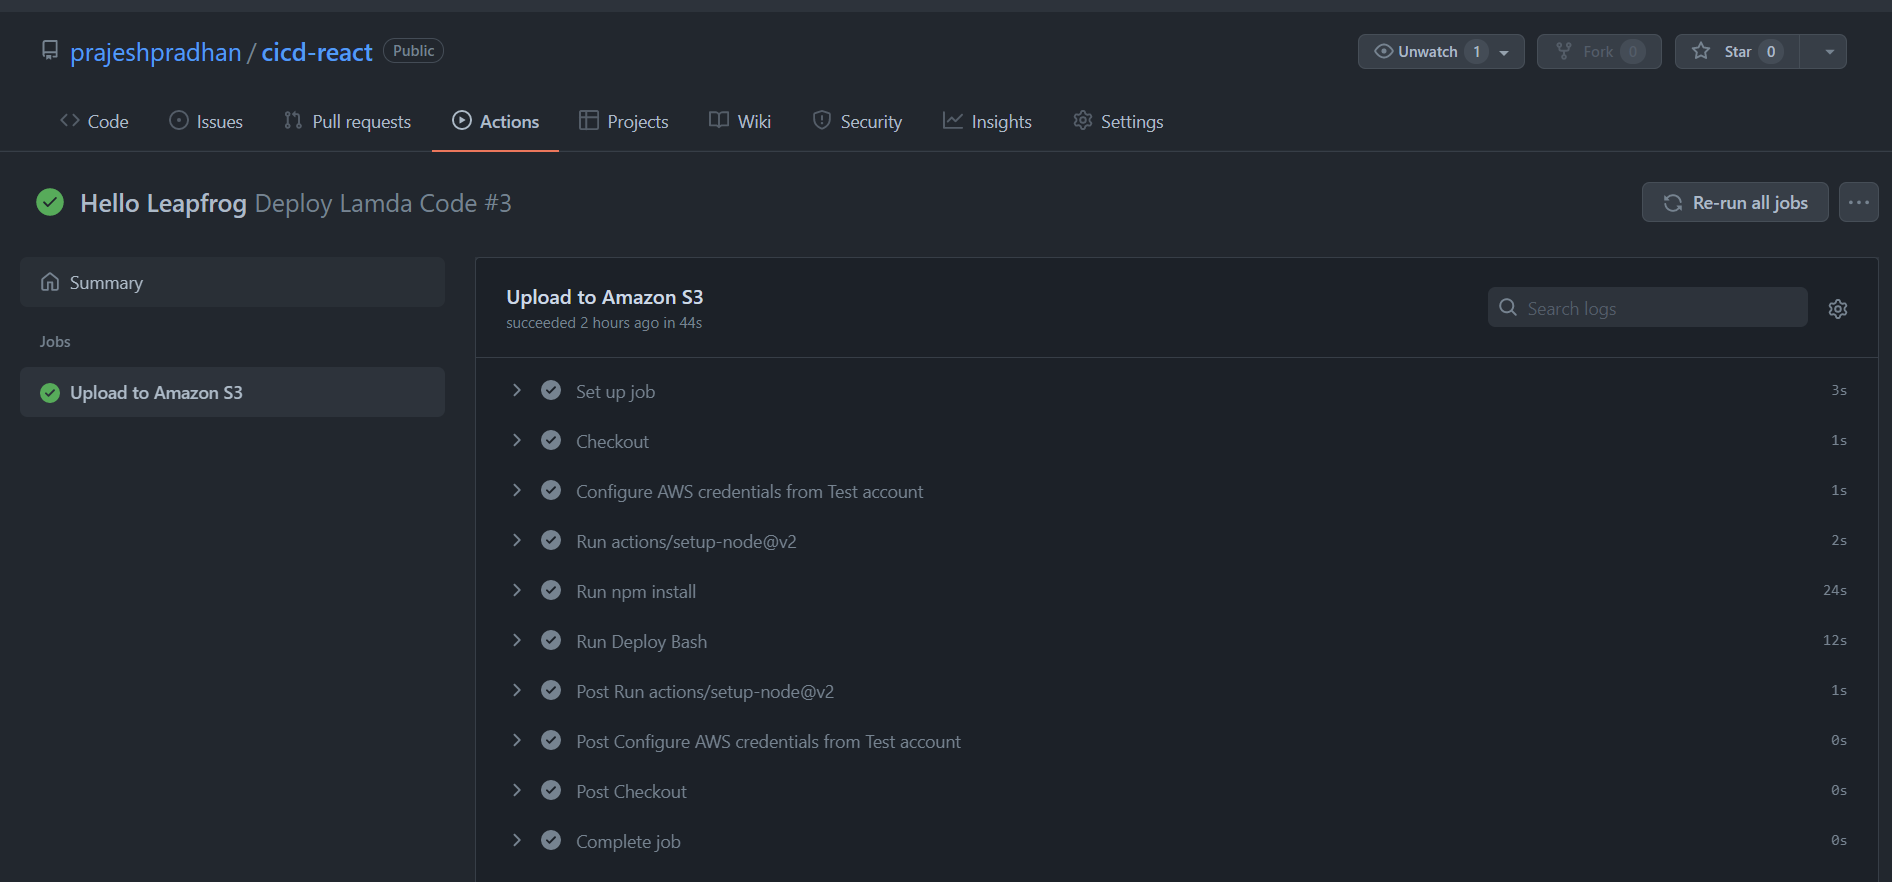 prajeshpradhan / cicd-react Public
Unwatch 1 Fork 0 Star 0
Code Issues Pull requests Actions Projects Wiki Security Insights Settings
Hello Leapfrog Deploy Lamda Code #3
Re-run all jobs
Summary
Jobs
Upload to Amazon S3
Upload to Amazon S3
succeeded 2 hours ago in 44s
Search logs
Set up job 3s
Checkout 1s
Configure AWS credentials from Test account 1s
Run actions/setup-node@v2 2s
Run npm install 24s
Run Deploy Bash 12s
Post Run actions/setup-node@v2 1s
Post Configure AWS credentials from Test account 0s
Post Checkout 0s
Complete job 0s